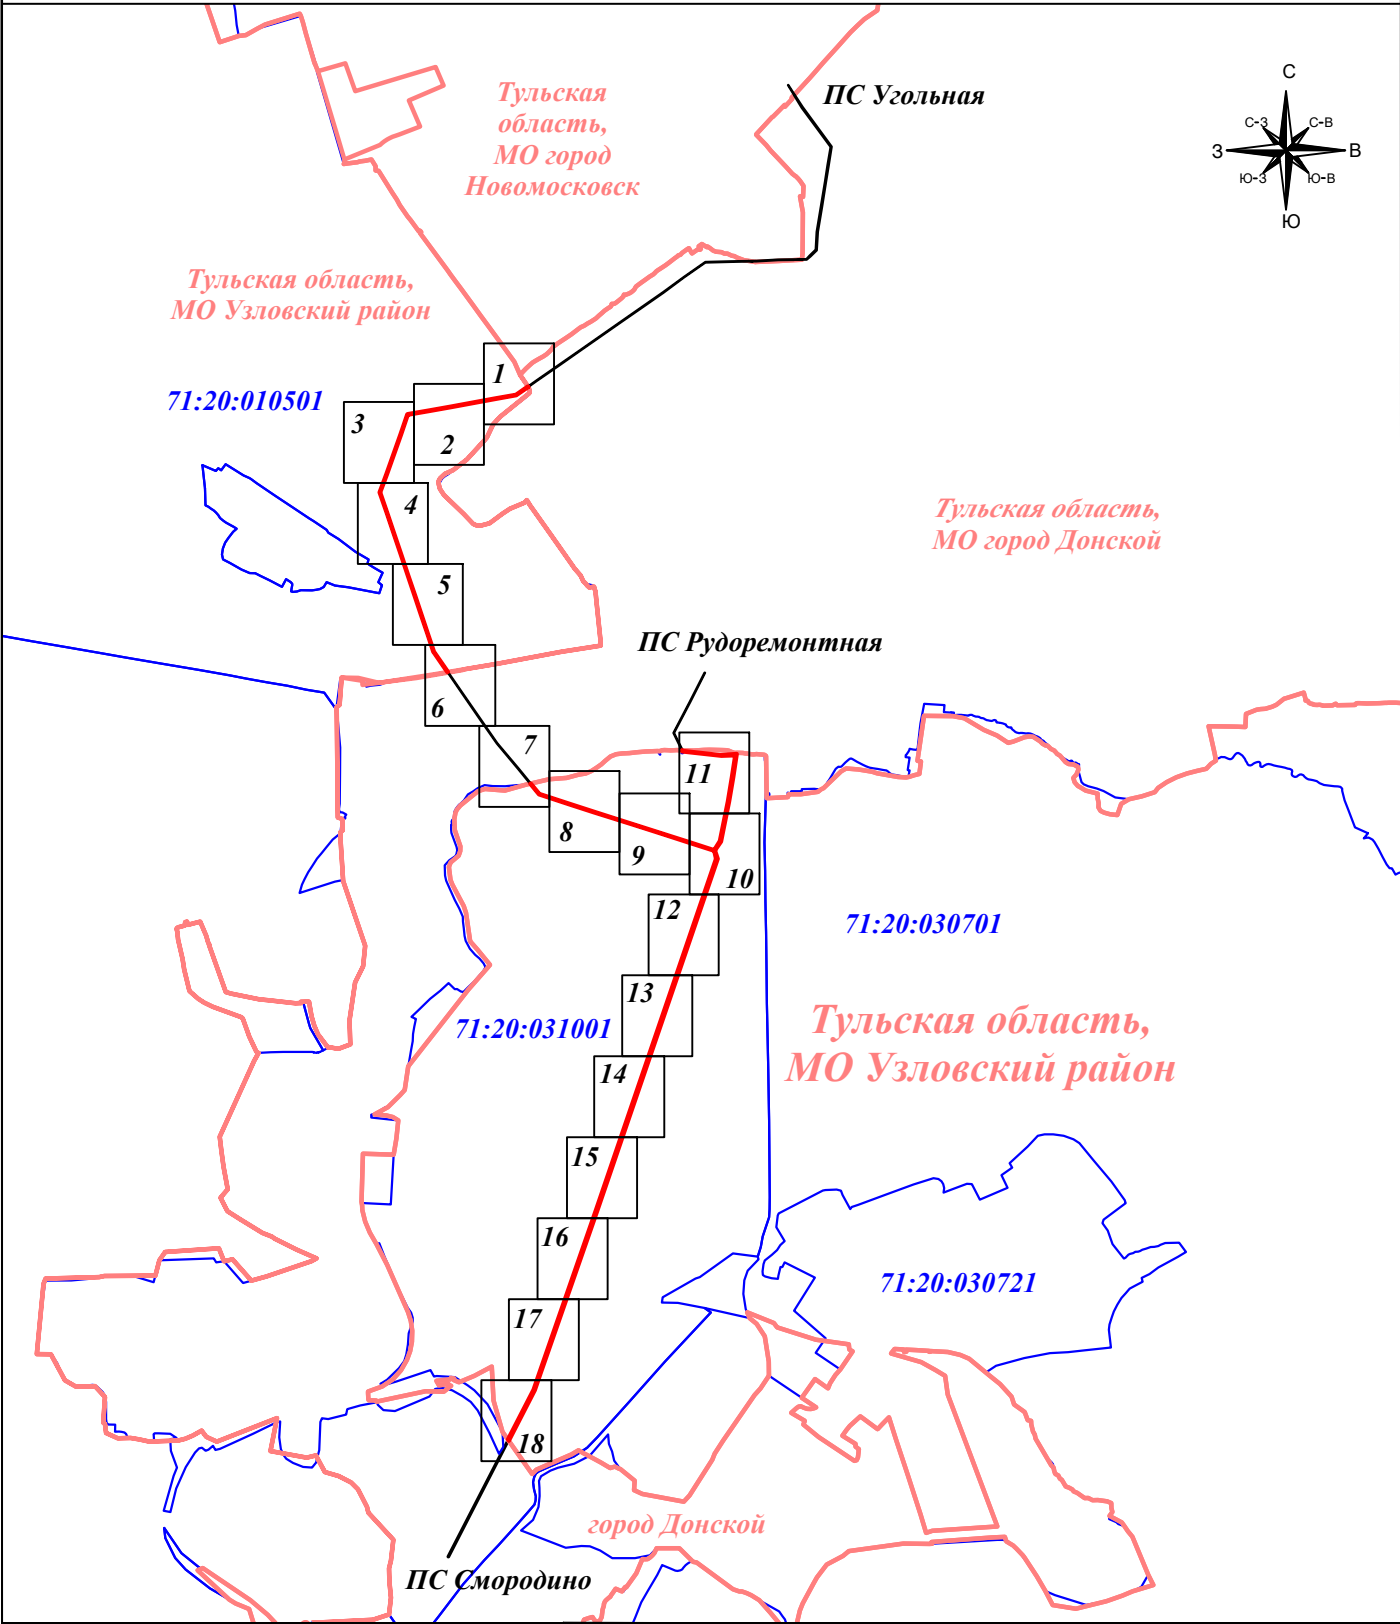 С
С-З
С-В
З
В
Ю-З
Ю-В
Ю
Тульская
область,
МО город
Новомосковск
ПС Угольная
Тульская область,
МО Узловский район
71:20:010501
1
2
3
4
5
6
7
8
9
10
11
12
13
14
15
16
17
18
Тульская область,
МО город Донской
ПС Рудоремонтная
71:20:030701
71:20:031001
Тульская область,
МО Узловский район
71:20:030721
город Донской
ПС Смородино